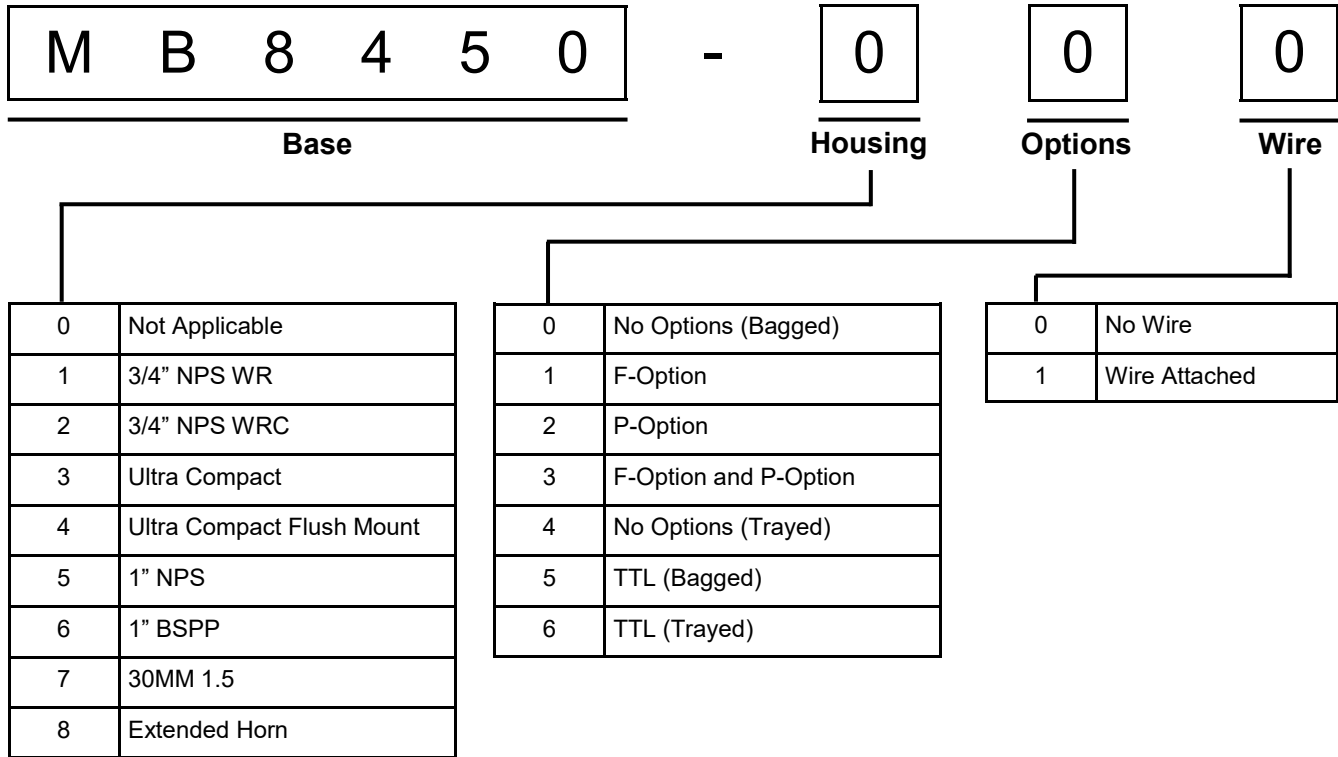 M B 8 4 5 0 - 0 0 0
Base Housing Options Wire
0 Not Applicable
1 3/4” NPS WR
2 3/4” NPS WRC
3 Ultra Compact
4 Ultra Compact Flush Mount
5 1” NPS
6 1” BSPP
7 30MM 1.5
8 Extended Horn
0 No Options (Bagged)
1 F-Option
2 P-Option
3 F-Option and P-Option
4 No Options (Trayed)
5 TTL (Bagged)
6 TTL (Trayed)
0 No Wire
1 Wire Attached